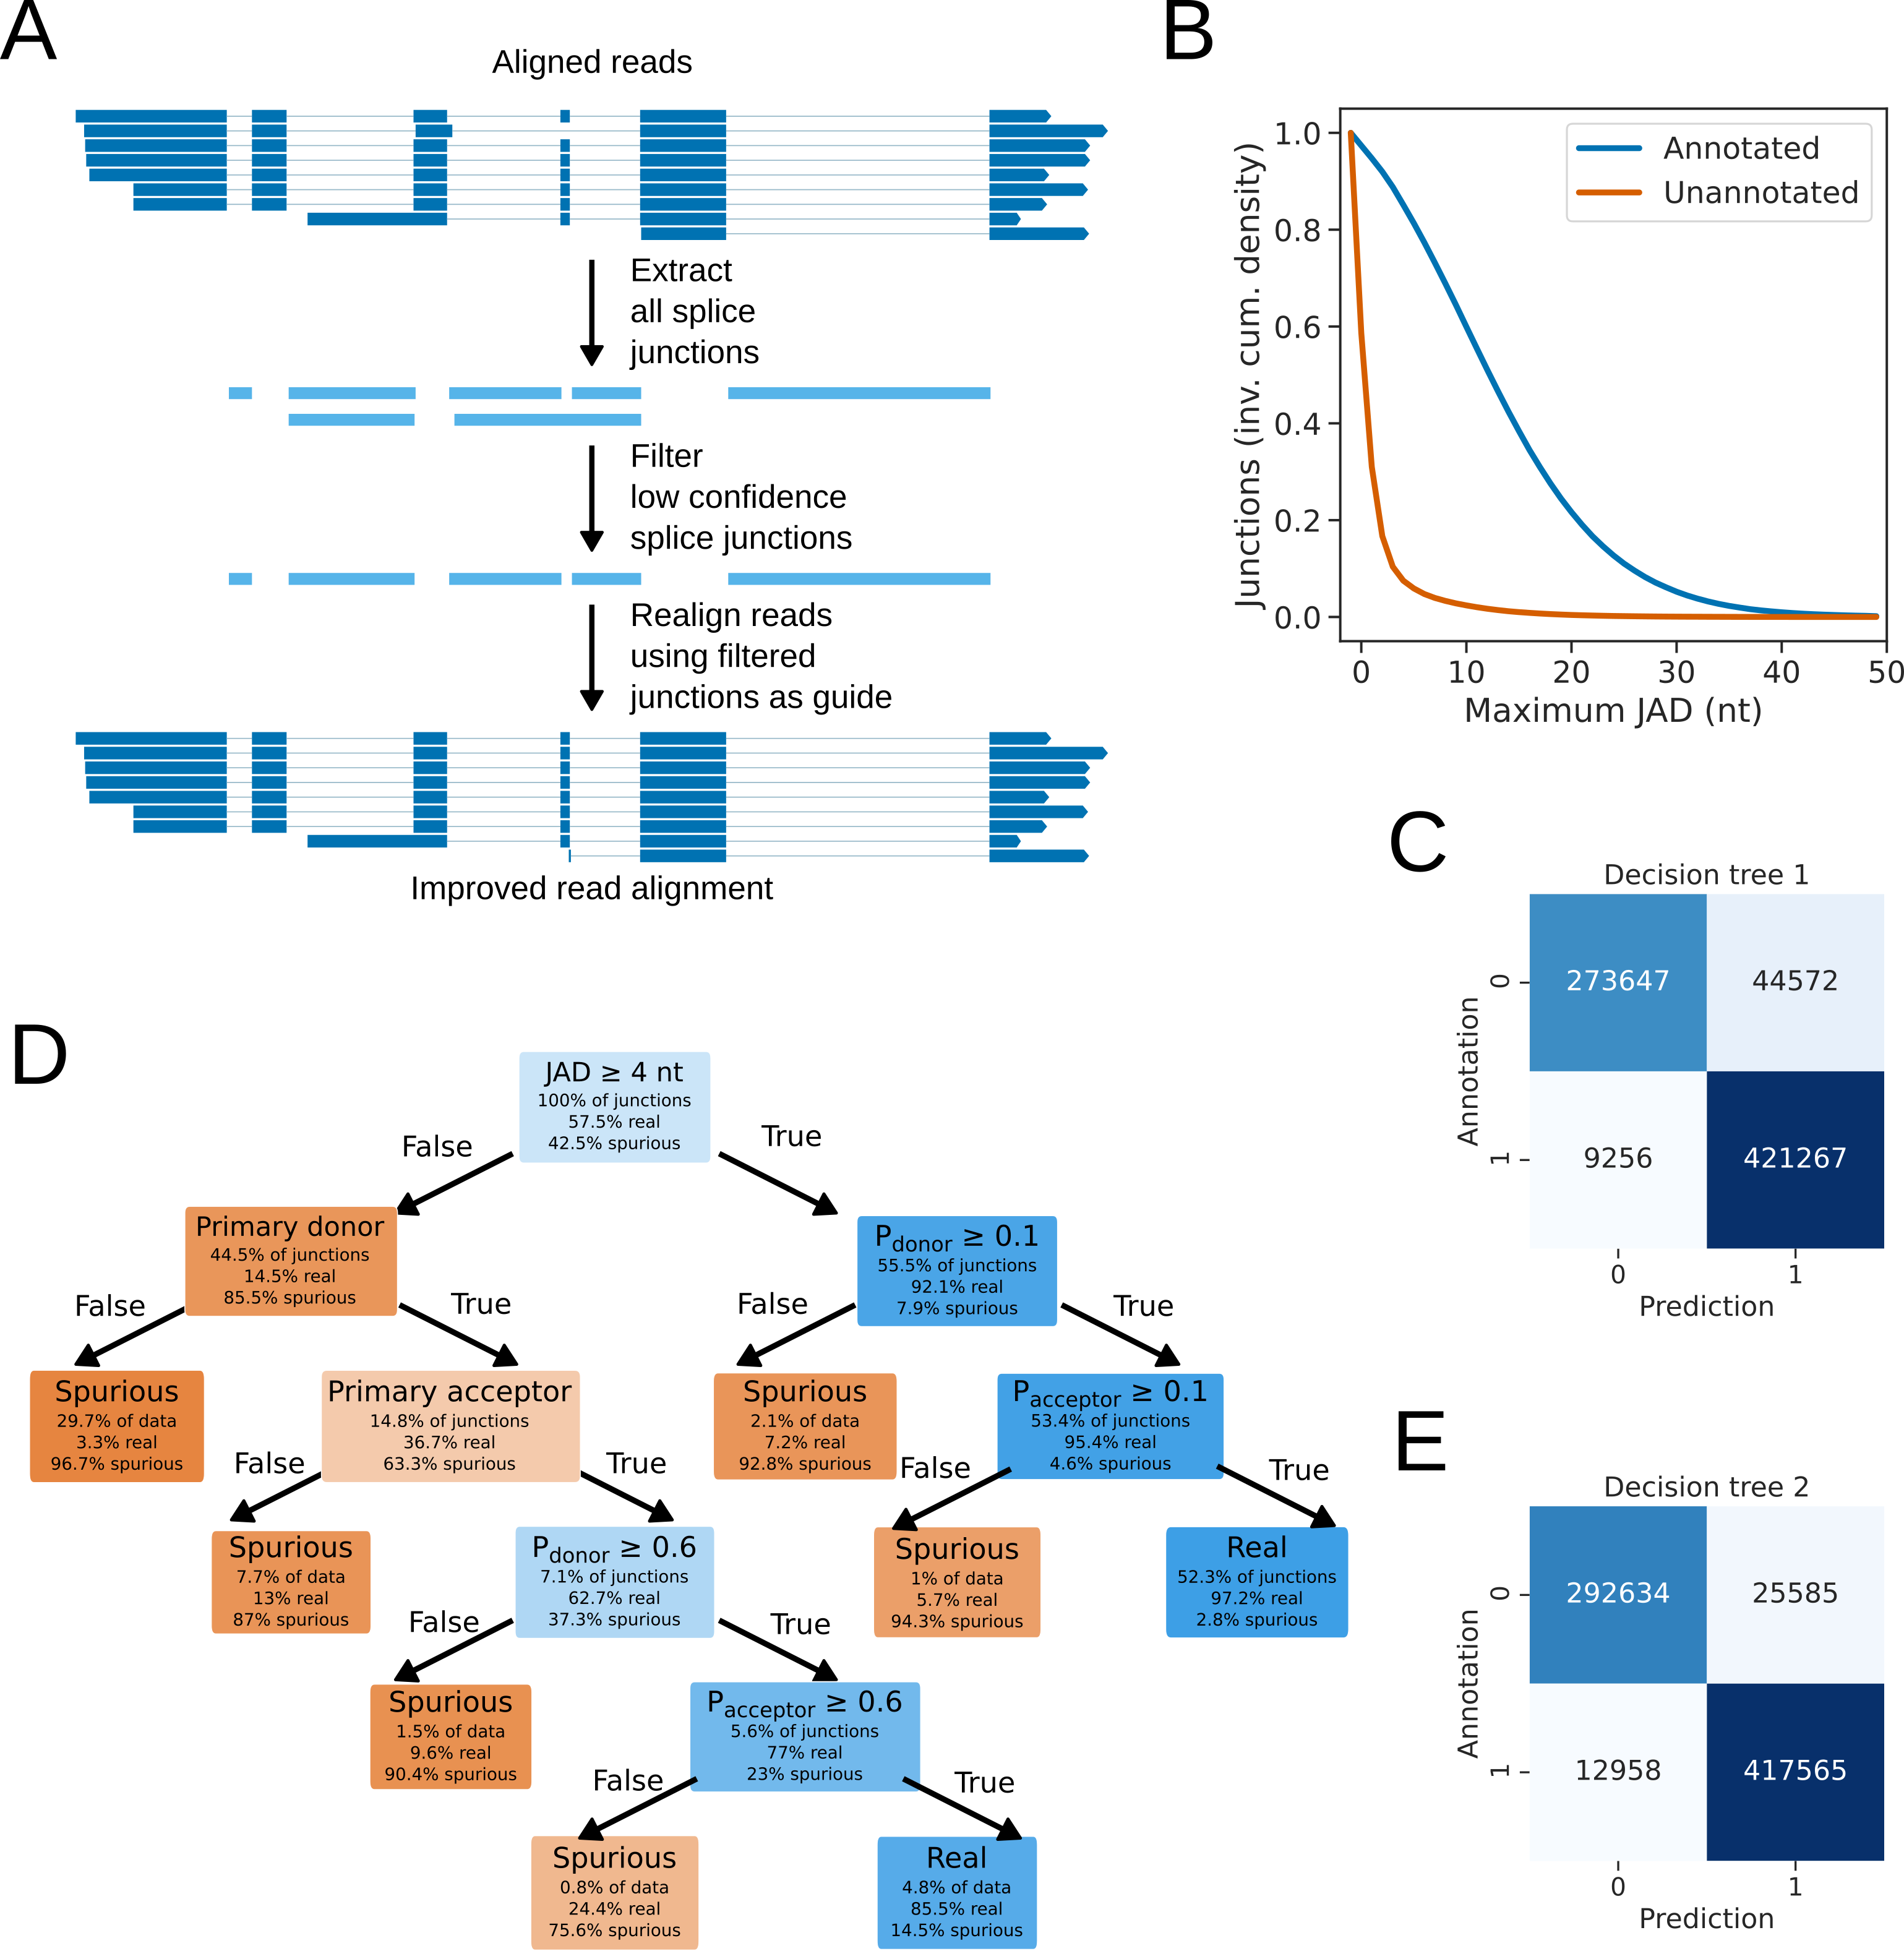 A
Aligned reads
Extract
all splice
junctions
Filter
low confidence
splice junctions
Realign reads
using filtered
junctions as guide
Improved read alignment
B
Junctions (inv. cum. density)
1.0
0.8
0.6
0.4
0.2
0.0
Annotated
Unannotated
0 10 20 30 40 50
Maximum JAD (nt)
C
Decision tree 1
Annotation
0
273647 44572
1
9256 421267
0 1
Prediction
D
JAD ≥ 4 nt
100% of junctions
57.5% real
42.5% spurious
False
True
Primary donor
44.5% of junctions
14.5% real
85.5% spurious
Pdonor ≥ 0.1
55.5% of junctions
92.1% real
7.9% spurious
False
True
False
True
Spurious
29.7% of data
3.3% real
96.7% spurious
Primary acceptor
14.8% of junctions
36.7% real
63.3% spurious
Spurious
2.1% of data
7.2% real
92.8% spurious
Pacceptor ≥ 0.1
53.4% of junctions
95.4% real
4.6% spurious
False
True
False
True
Spurious
7.7% of data
13% real
87% spurious
Pdonor ≥ 0.6
7.1% of junctions
62.7% real
37.3% spurious
Spurious
1% of data
5.7% real
94.3% spurious
Real
52.3% of junctions
97.2% real
2.8% spurious
False
True
Spurious
1.5% of data
9.6% real
90.4% spurious
Pacceptor ≥ 0.6
5.6% of junctions
77% real
23% spurious
False
True
Spurious
0.8% of data
24.4% real
75.6% spurious
Real
4.8% of data
85.5% real
14.5% spurious
E
Decision tree 2
Annotation
0
292634 25585
1
12958 417565
0 1
Prediction